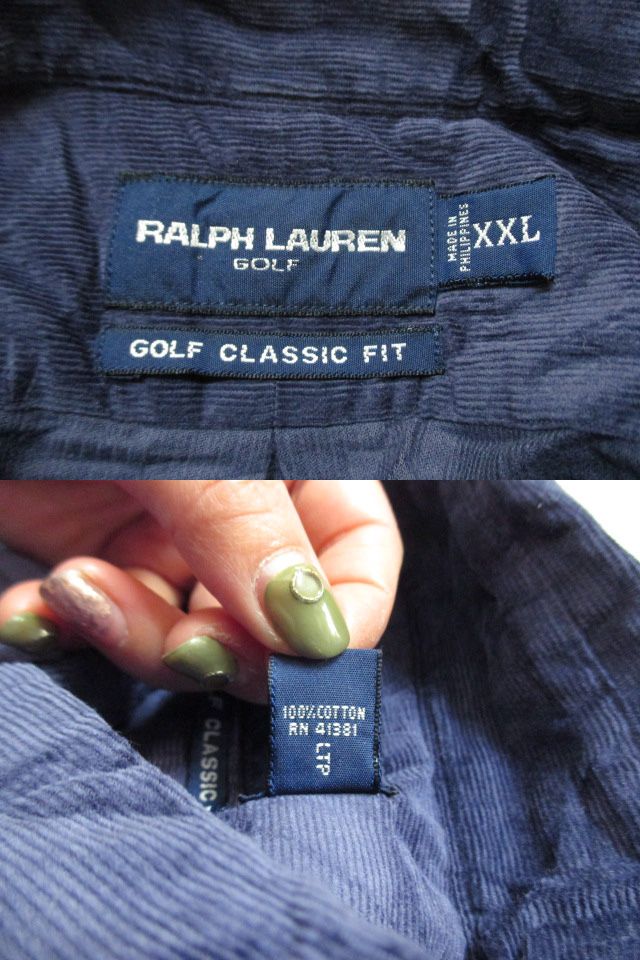 RALPH LAUREN
GOLF
MADE IN
PHILIPPINES
XXL
GOLF CLASSIC FIT
100% COTTON
RN 41381
LTP
CLASSIC